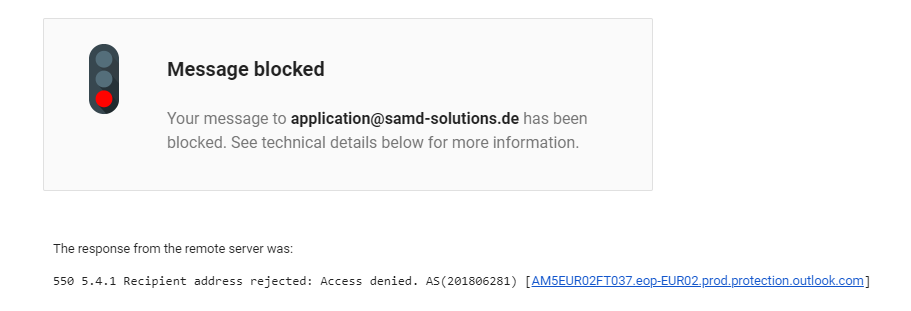 Message blocked
Your message to application@samd-solutions.de has been
blocked. See technical details below for more information.
The response from the remote server was:
550 5.4.1 Recipient address rejected: Access denied. AS(201806281) [AM5EUR02FT037.eop-EUR02.prod.protection.outlook.com]